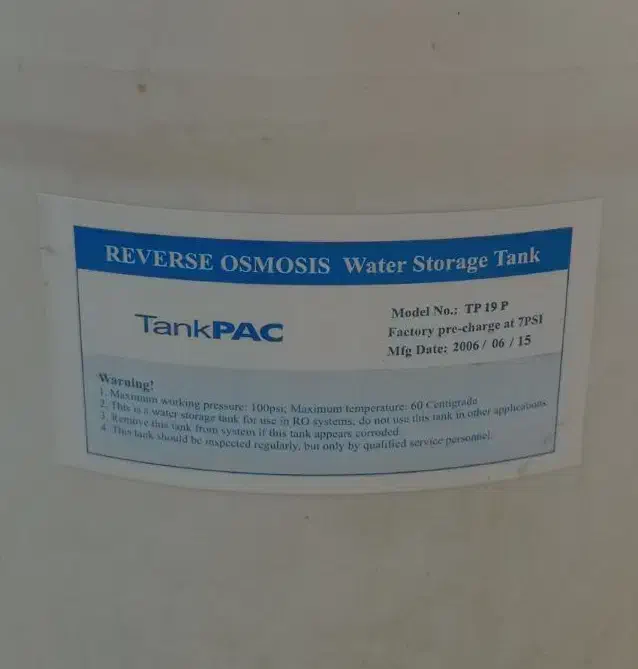 REVERSE OSMOSIS Water Storage Tank
TankPAC
Model No.: TP 19 P
Factory pre-charge at 7PSI
Mfg Date: 2006 / 06 / 15
Warning!
1. Maximum working pressure: 100psi; Maximum temperature: 60 Centigrade
2. This is a water storage tank for use in RO systems, do not use this tank in other applications.
3. Remove this tank from system if this tank appears corroded.
4. This tank should be inspected regularly, but only by qualified service personnel.